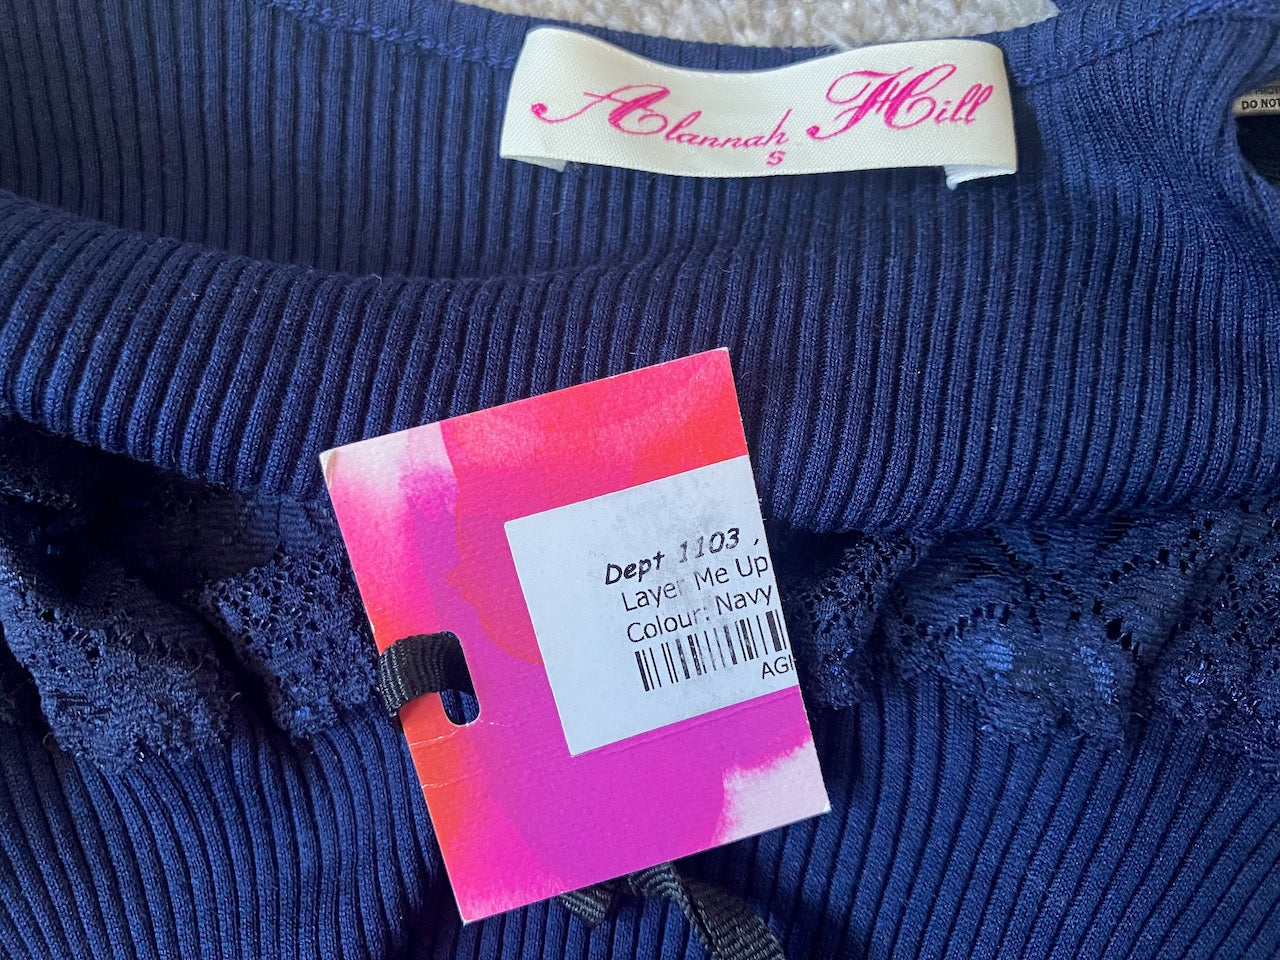 Alannah Hill
S
DO NOT
Dept 1103 ,
Layer Me Up
Colour: Navy